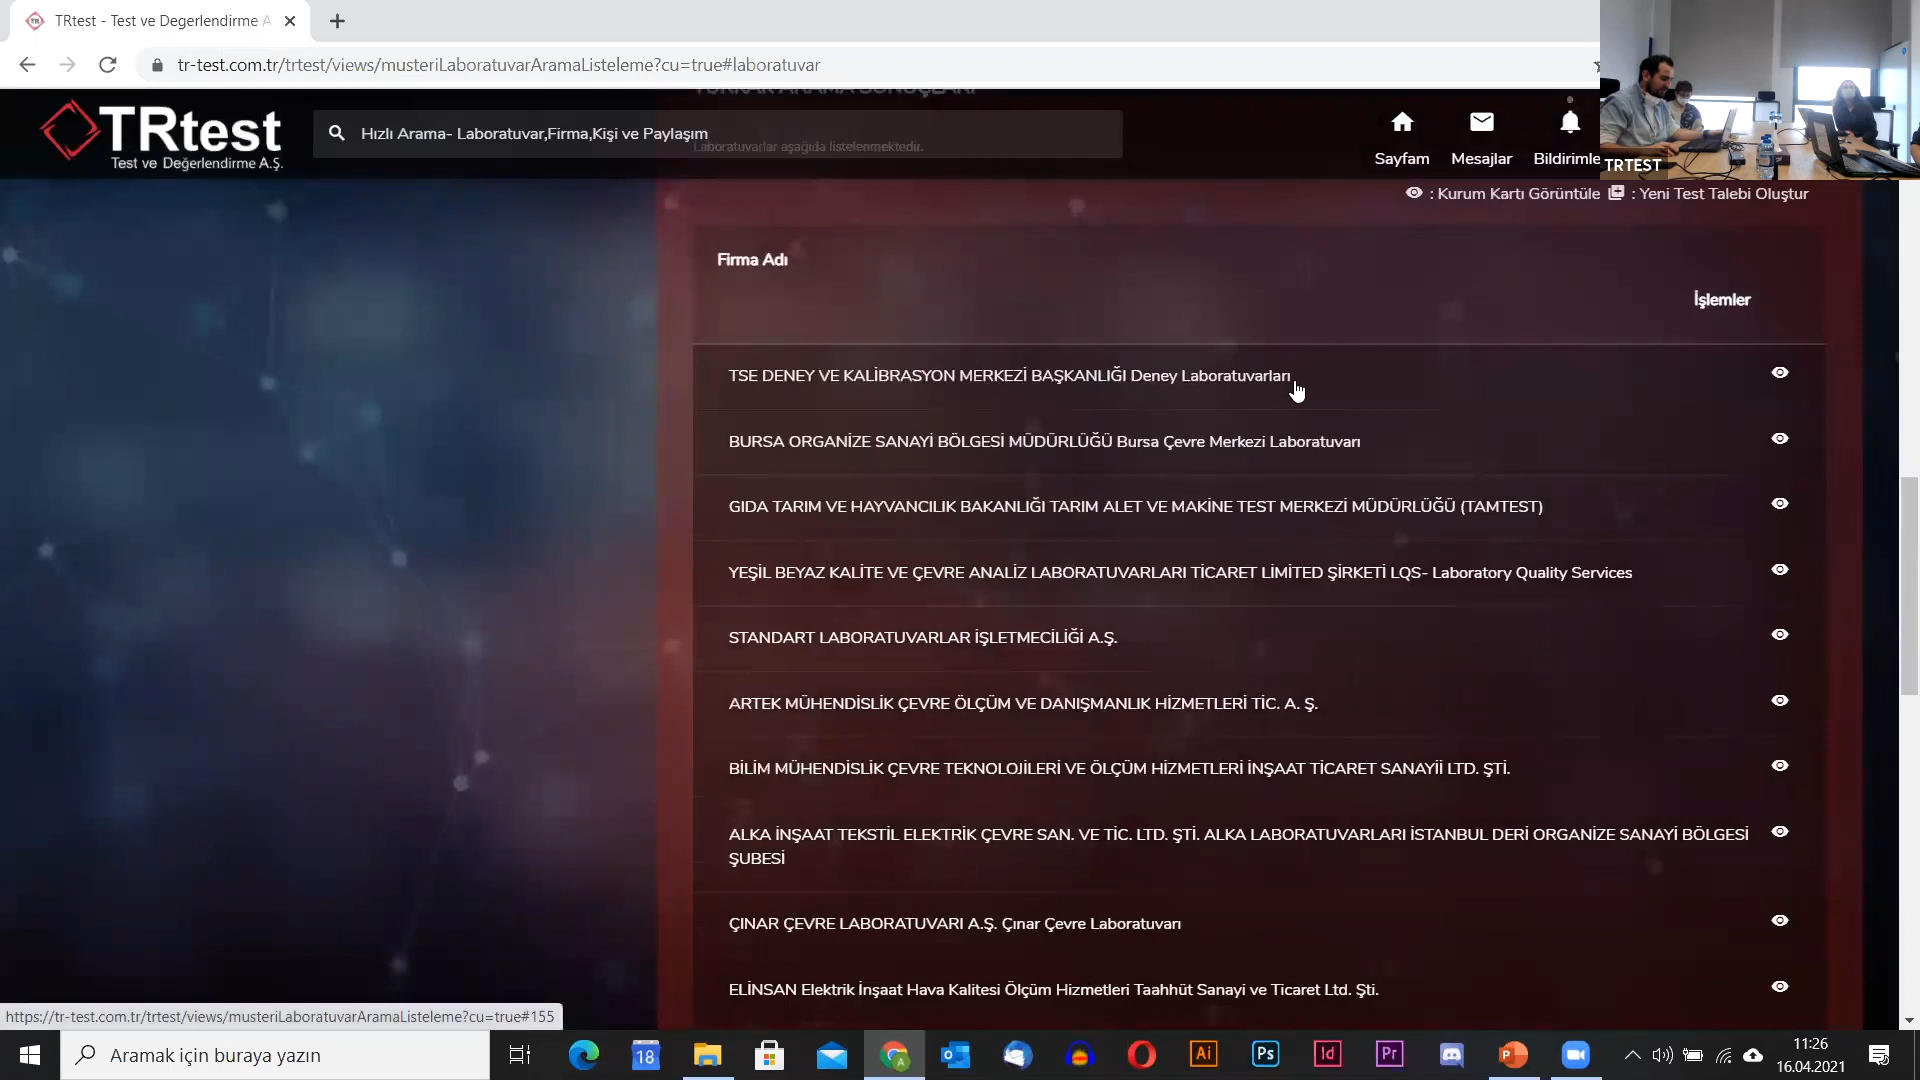 TRtest - Test ve Degerlendirme A
tr-test.com.tr/trtest/views/musteriLaboratuvarAramaListeleme?cu=true#laboratuvar
TRtest
Test ve Değerlendirme A.Ş.
Hızlı Arama- Laboratuvar,Firma,Kişi ve Paylaşım
Laboratuvarlar aşağıda listelenmektedir.
Sayfam
Mesajlar
Bildirimle
TRTEST
: Kurum Kartı Görüntüle : Yeni Test Talebi Oluştur
Firma Adı
İşlemler
TSE DENEY VE KALİBRASYON MERKEZİ BAŞKANLIĞI Deney Laboratuvarları
BURSA ORGANİZE SANAYİ BÖLGESİ MÜDÜRLÜĞÜ Bursa Çevre Merkezi Laboratuvarı
GIDA TARIM VE HAYVANCILIK BAKANLIĞI TARIM ALET VE MAKİNE TEST MERKEZİ MÜDÜRLÜĞÜ (TAMTEST)
YEŞİL BEYAZ KALİTE VE ÇEVRE ANALİZ LABORATUVARLARI TİCARET LİMİTED ŞİRKETİ LQS- Laboratory Quality Services
STANDART LABORATUVARLAR İŞLETMECİLİĞİ A.Ş.
ARTEK MÜHENDİSLİK ÇEVRE ÖLÇÜM VE DANIŞMANLIK HİZMETLERİ TİC. A. Ş.
BİLİM MÜHENDİSLİK ÇEVRE TEKNOLOJİLERİ VE ÖLÇÜM HİZMETLERİ İNŞAAT TİCARET SANAYİİ LTD. ŞTİ.
ALKA İNŞAAT TEKSTİL ELEKTRİK ÇEVRE SAN. VE TİC. LTD. ŞTİ. ALKA LABORATUVARLARI İSTANBUL DERİ ORGANİZE SANAYİ BÖLGESİ
ŞUBESİ
ÇINAR ÇEVRE LABORATUVARI A.Ş. Çınar Çevre Laboratuvarı
ELİNSAN Elektrik İnşaat Hava Kalitesi Ölçüm Hizmetleri Taahhüt Sanayi ve Ticaret Ltd. Şti.
https://tr-test.com.tr/trtest/views/musteriLaboratuvarAramaListeleme?cu=true#155
Aramak için buraya yazın
18
A
Ai
Ps
Id
Pr
11:26
16.04.2021